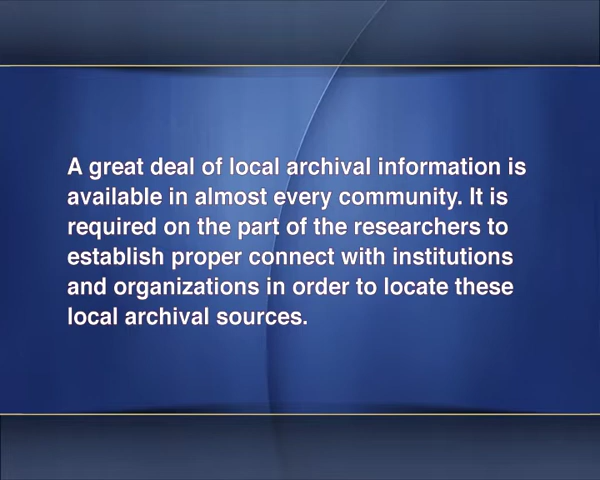 A great deal of local archival information is
available in almost every community. It is
required on the part of the researchers to
establish proper connect with institutions
and organizations in order to locate these
local archival sources.